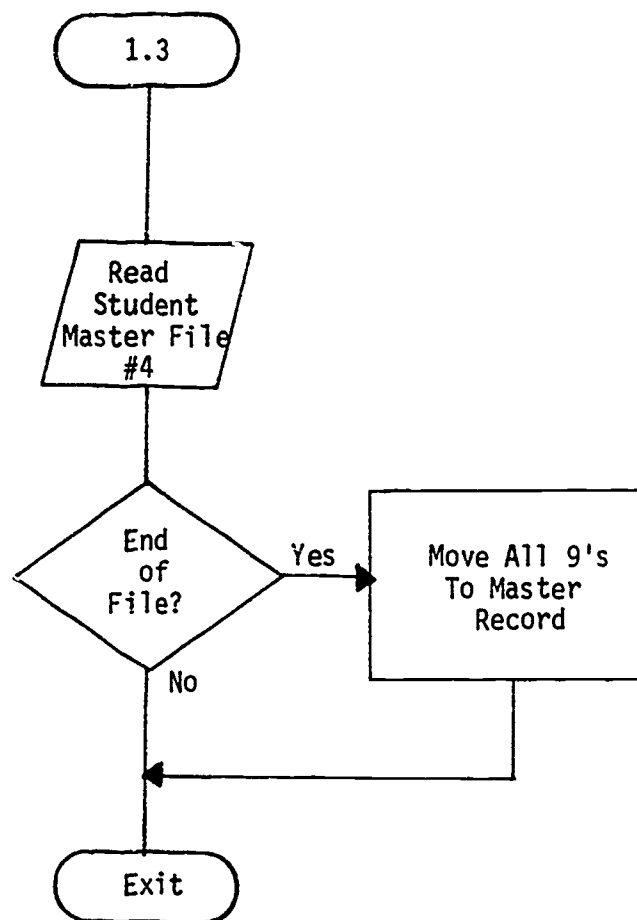 1.3
Read
Student
Master File
#4
End
of
File?
Yes
Move All 9's
To Master
Record
No
Exit